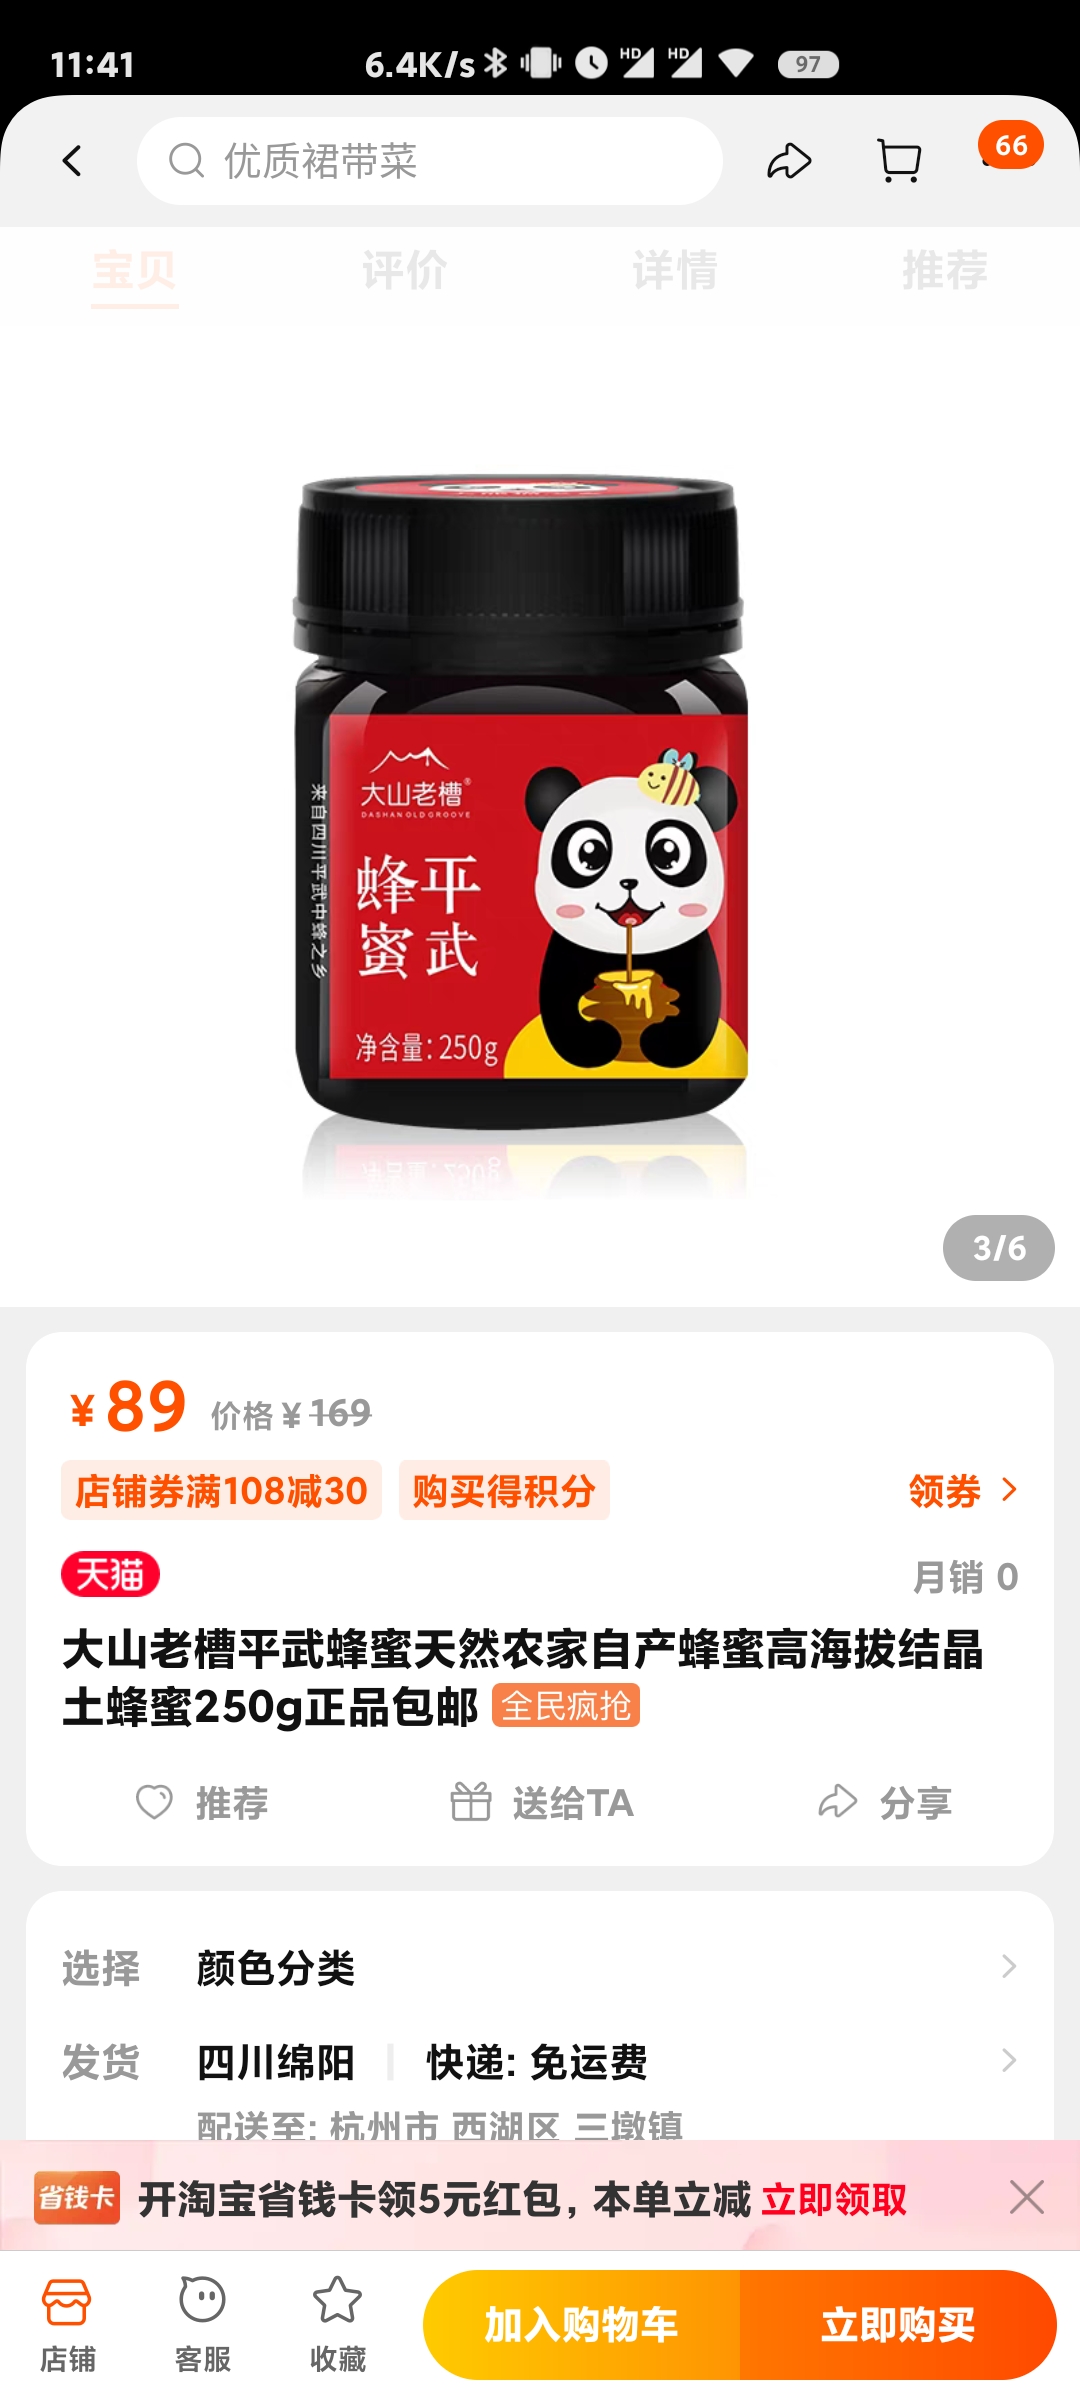 11:41 6.4K/s HD HD 97
优质裙带菜
66
宝贝 评价 详情 推荐
大山老槽®
DASHAN OLD GROOVE
来自四川平武中蜂之乡
蜂平
蜜武
净含量:250g
3/6
¥89 价格¥169
店铺券满108减30 购买得积分 领券
天猫 月销 0
大山老槽平武蜂蜜天然农家自产蜂蜜高海拔结晶
土蜂蜜250g正品包邮 全民疯抢
推荐 送给TA 分享
选择 颜色分类
发货 四川绵阳 快递: 免运费
配送至: 杭州市 西湖区 三墩镇
省钱卡 开淘宝省钱卡领5元红包，本单立减 立即领取
店铺 客服 收藏 加入购物车 立即购买